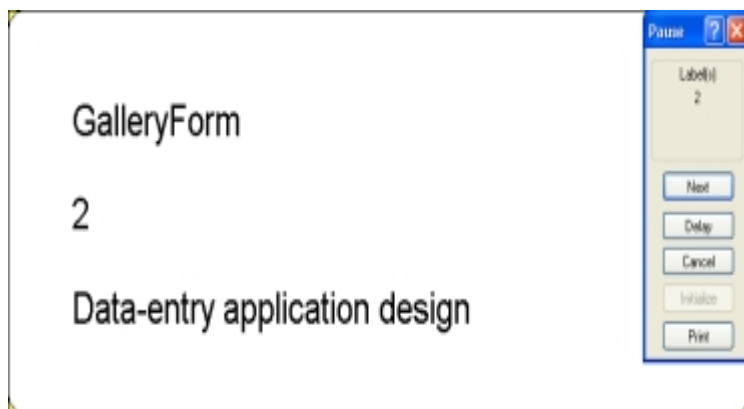 GalleryForm
2
Data-entry application design
Pause
Label(s)
2
Next
Delay
Cancel
Initialize
Print